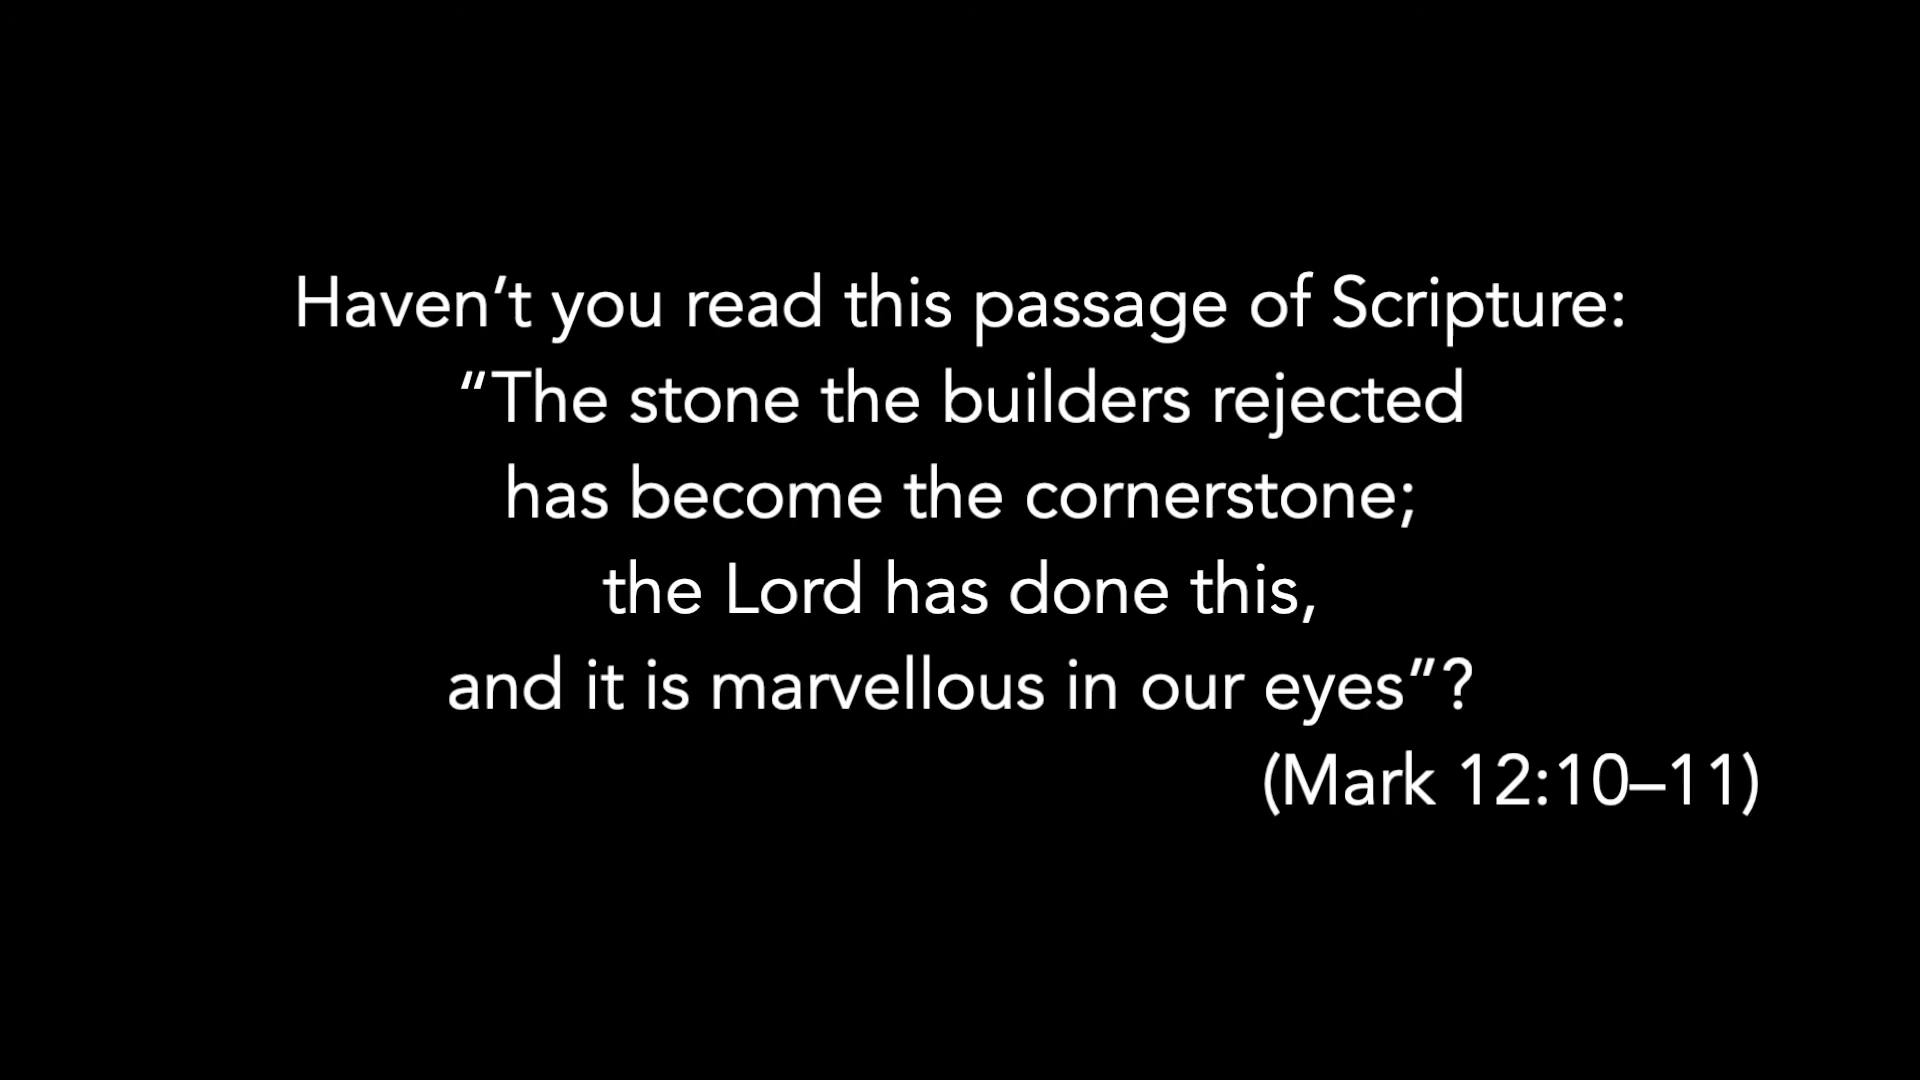 Haven’t you read this passage of Scripture:
“The stone the builders rejected
has become the cornerstone;
the Lord has done this,
and it is marvellous in our eyes”?
(Mark 12:10–11)